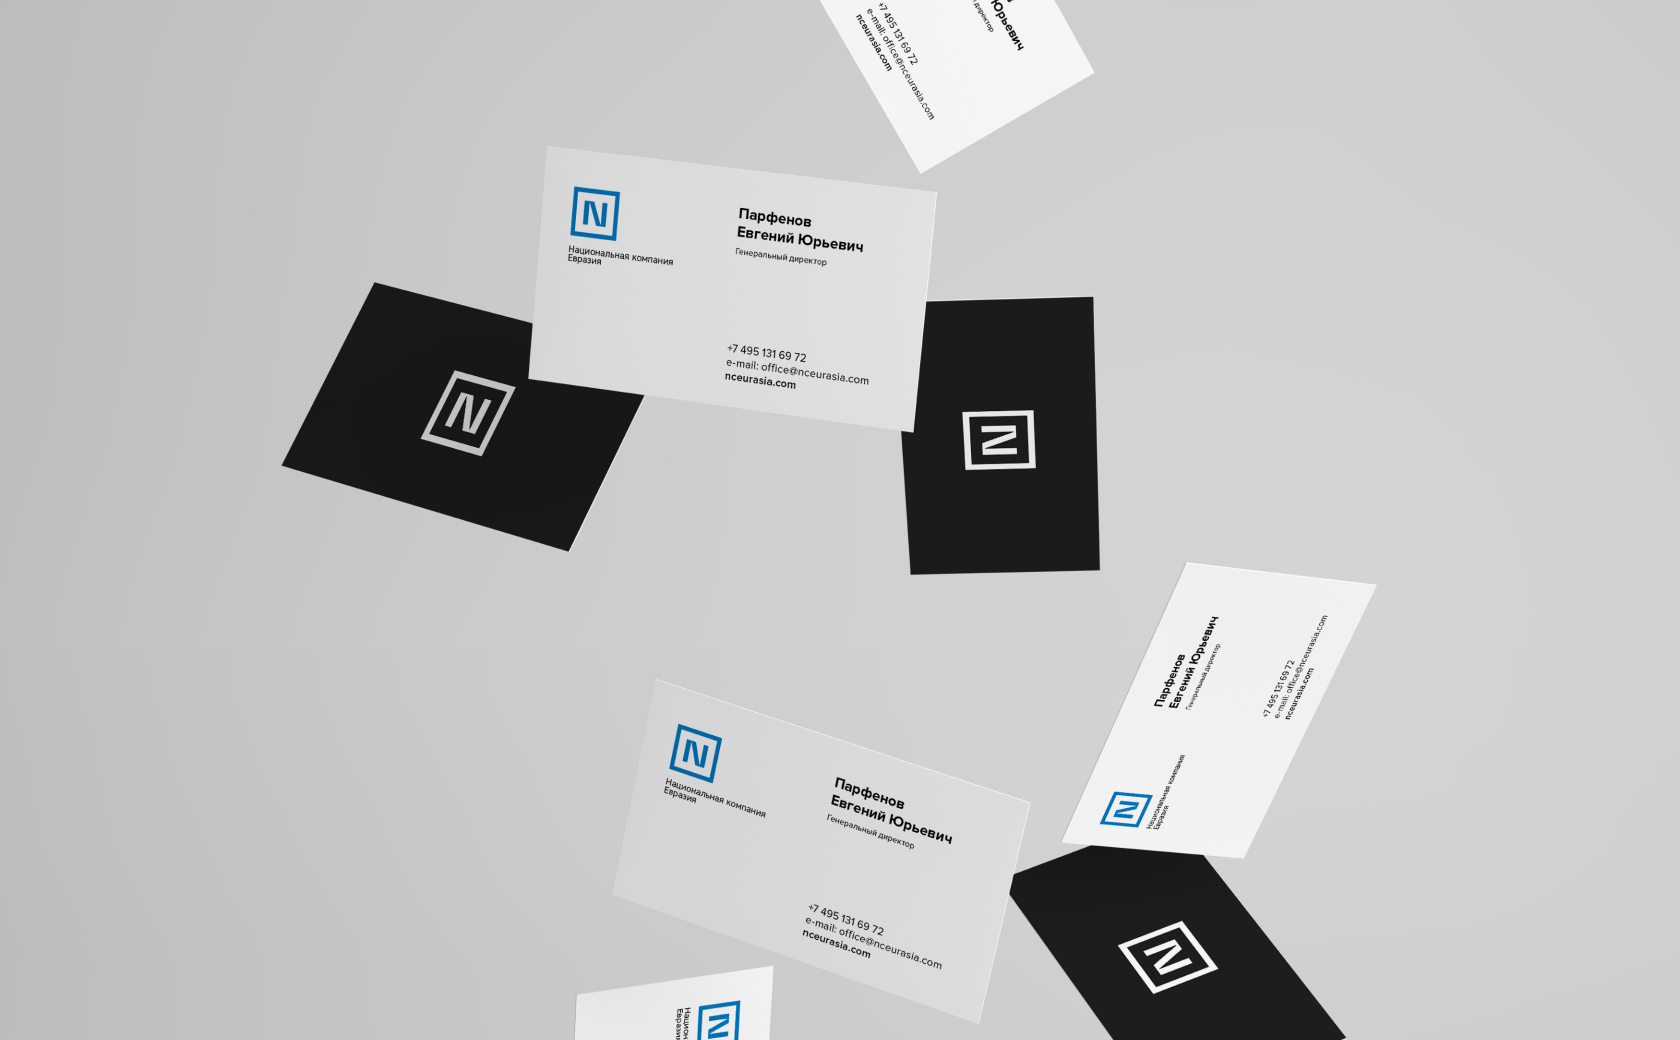 +7 495 131 69 72
e-mail: office@nceurasia.com
nceurasia.com
Юрьевич
директор
N
Национальная компания
Евразия
Парфенов
Евгений Юрьевич
Генеральный директор
+7 495 131 69 72
e-mail: office@nceurasia.com
nceurasia.com
N
N
Парфенов
Евгений Юрьевич
Генеральный директор
+7 495 131 69 72
e-mail: office@nceurasia.com
nceurasia.com
N
Национальная компания
Евразия
N
Национальная компания
Евразия
Парфенов
Евгений Юрьевич
Генеральный директор
+7 495 131 69 72
e-mail: office@nceurasia.com
nceurasia.com
N
Национ
Евразия
N